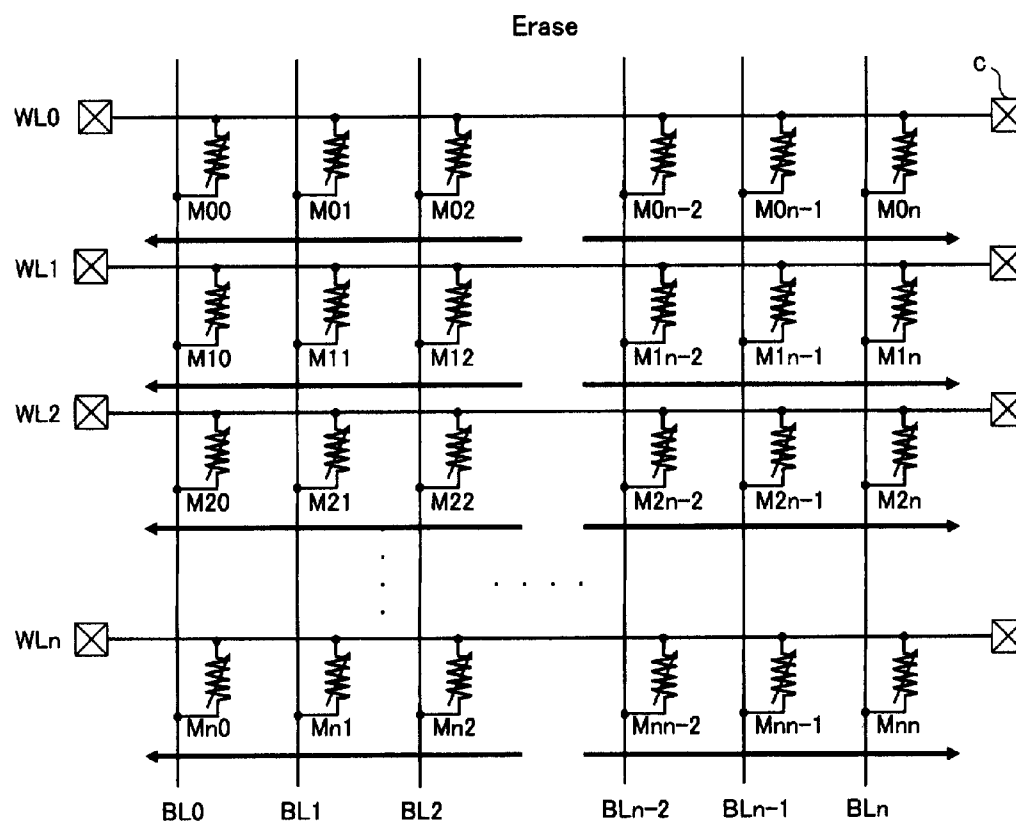 Erase
C
WL0
M00 M01 M02 M0n-2 M0n-1 M0n
WL1
M10 M11 M12 M1n-2 M1n-1 M1n
WL2
M20 M21 M22 M2n-2 M2n-1 M2n
WLn
Mn0 Mn1 Mn2 Mnn-2 Mnn-1 Mnn
BL0 BL1 BL2 BLn-2 BLn-1 BLn